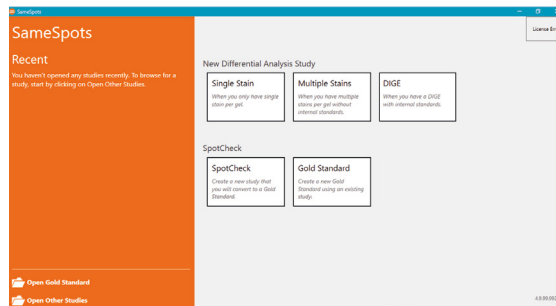 SameSpots
License Er
SameSpots
Recent
You haven't opened any studies recently. To browse for a
study, start by clicking on Open Other Studies.
New Differential Analysis Study
Single Stain
When you only have single
stain per gel.
Multiple Stains
When you have multiple
stains per gel without
internal standards.
DIGE
When you have a DIGE
with internal standards.
SpotCheck
SpotCheck
Create a new study that
you will convert to a Gold
Standard.
Gold Standard
Create a new Gold
Standard using an existing
study.
Open Gold Standard
Open Other Studies